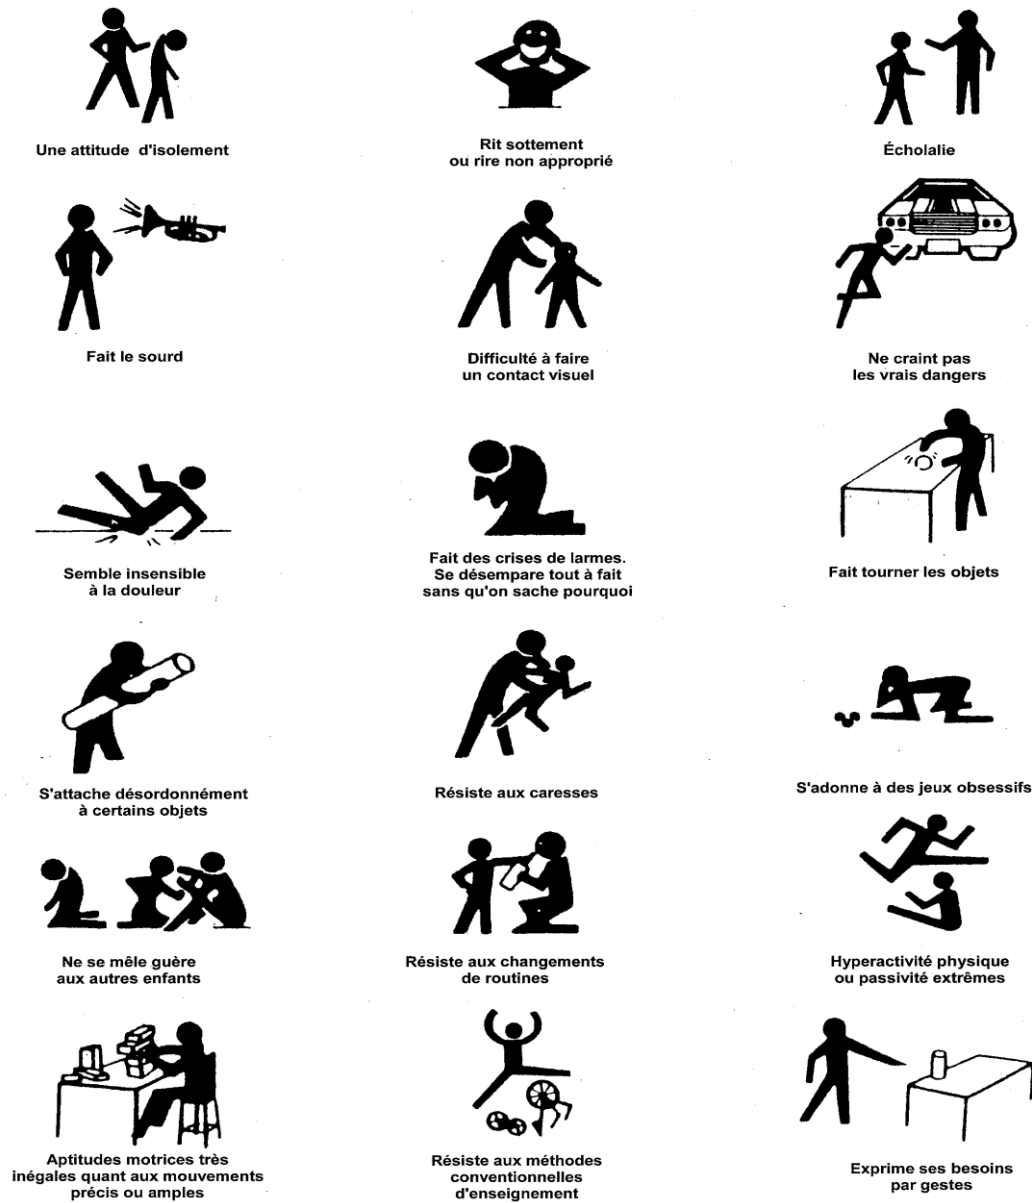 Une attitude d'isolement
Rit sottement
ou rire non approprié
Écholalie
Fait le sourd
Difficulté à faire
un contact visuel
Ne craint pas
les vrais dangers
Semble insensible
à la douleur
Fait des crises de larmes.
Se désempare tout à fait
sans qu'on sache pourquoi
Fait tourner les objets
S'attache désordonnément
à certains objets
Résiste aux caresses
S'adonne à des jeux obsessifs
Ne se mêle guère
aux autres enfants
Résiste aux changements
de routines
Hyperactivité physique
ou passivité extrêmes
Aptitudes motrices très
inégales quant aux mouvements
précis ou amples
Résiste aux méthodes
conventionnelles
d'enseignement
Exprime ses besoins
par gestes